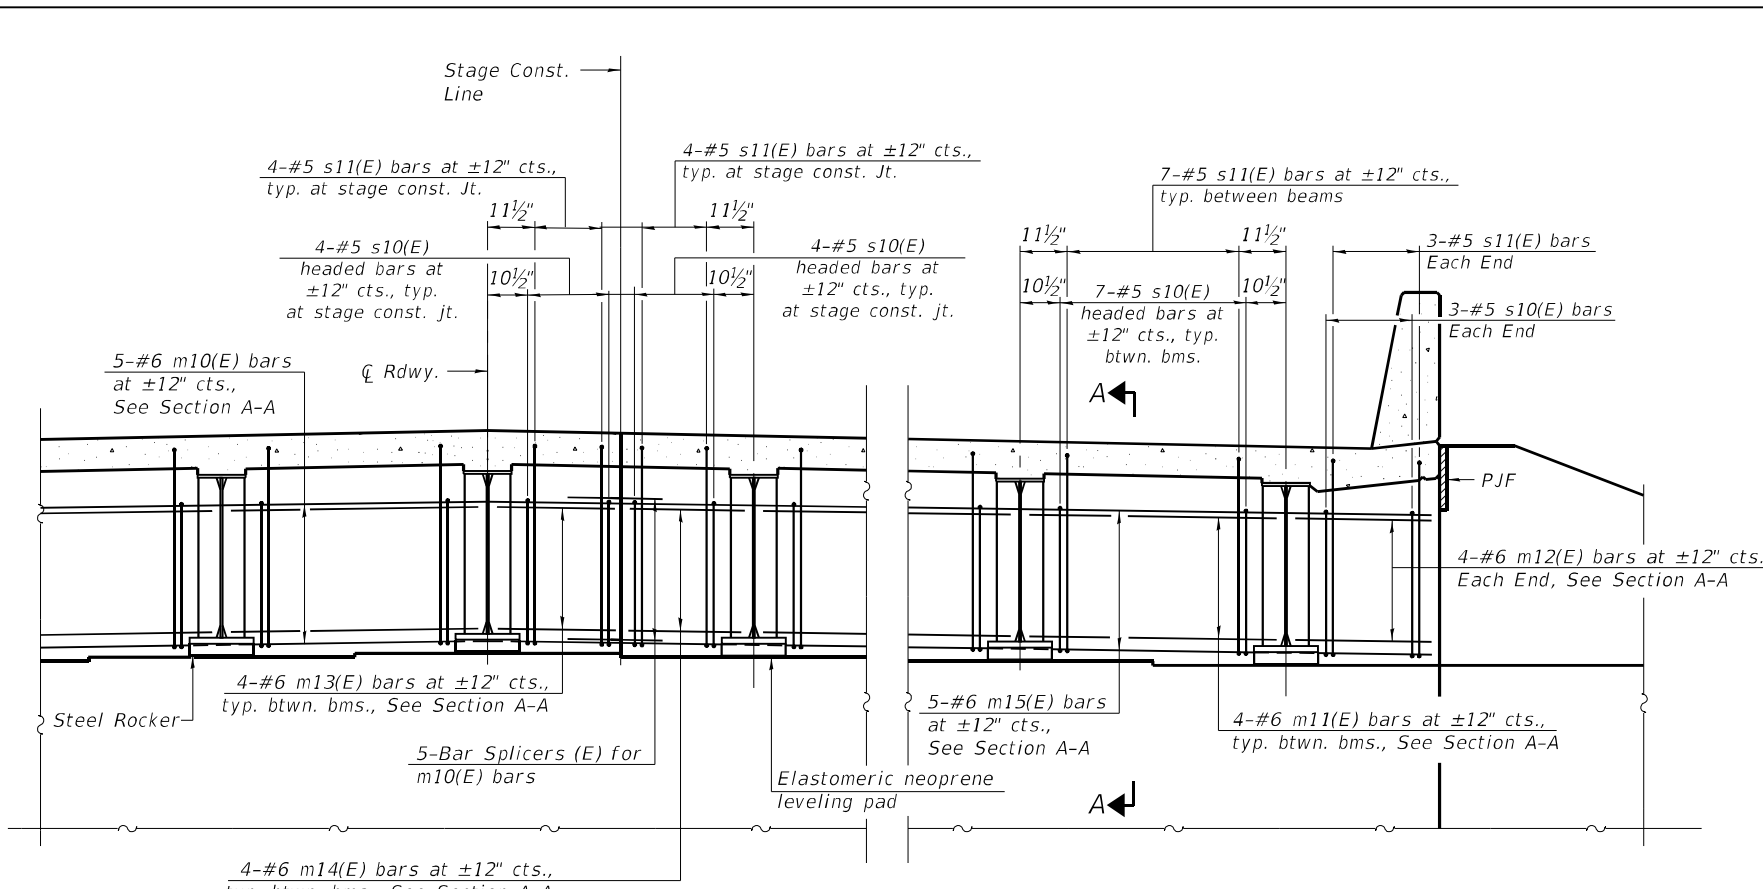 Stage Const.
Line
4-#5 s11(E) bars at ±12" cts.,
typ. at stage const. Jt.
4-#5 s11(E) bars at ±12" cts.,
typ. at stage const. Jt.
7-#5 s11(E) bars at ±12" cts.,
typ. between beams
11½"
11½"
11½"
11½"
3-#5 s11(E) bars
Each End
4-#5 s10(E)
headed bars at
±12" cts., typ.
at stage const. jt.
10½"
10½"
4-#5 s10(E)
headed bars at
±12" cts., typ.
at stage const. jt.
10½"
7-#5 s10(E)
headed bars at
±12" cts., typ.
btwn. bms.
10½"
3-#5 s10(E) bars
Each End
5-#6 m10(E) bars
at ±12" cts.,
See Section A-A
℄ Rdwy.
A
PJF
4-#6 m12(E) bars at ±12" cts.
Each End, See Section A-A
4-#6 m13(E) bars at ±12" cts.,
typ. btwn. bms., See Section A-A
Steel Rocker
5-#6 m15(E) bars
at ±12" cts.,
See Section A-A
4-#6 m11(E) bars at ±12" cts.,
typ. btwn. bms., See Section A-A
5-Bar Splicers (E) for
m10(E) bars
Elastomeric neoprene
leveling pad
A
4-#6 m14(E) bars at ±12" cts.,
typ. btwn. bms., See Section A-A